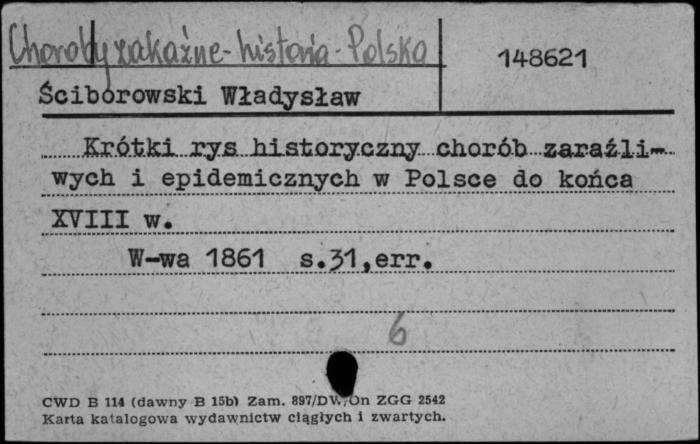 Choroby zakaźne - historia - Polska
148621
Ściborowski Władysław
Krótki rys historyczny chorób zaraźli-
wych i epidemicznych w Polsce do końca
XVIII w.
W-wa 1861 s.31,err.
6
CWD B 114 (dawny B 15b) Zam. 897/DW/On ZGG 2542
Karta katalogowa wydawnictw ciągłych i zwartych.